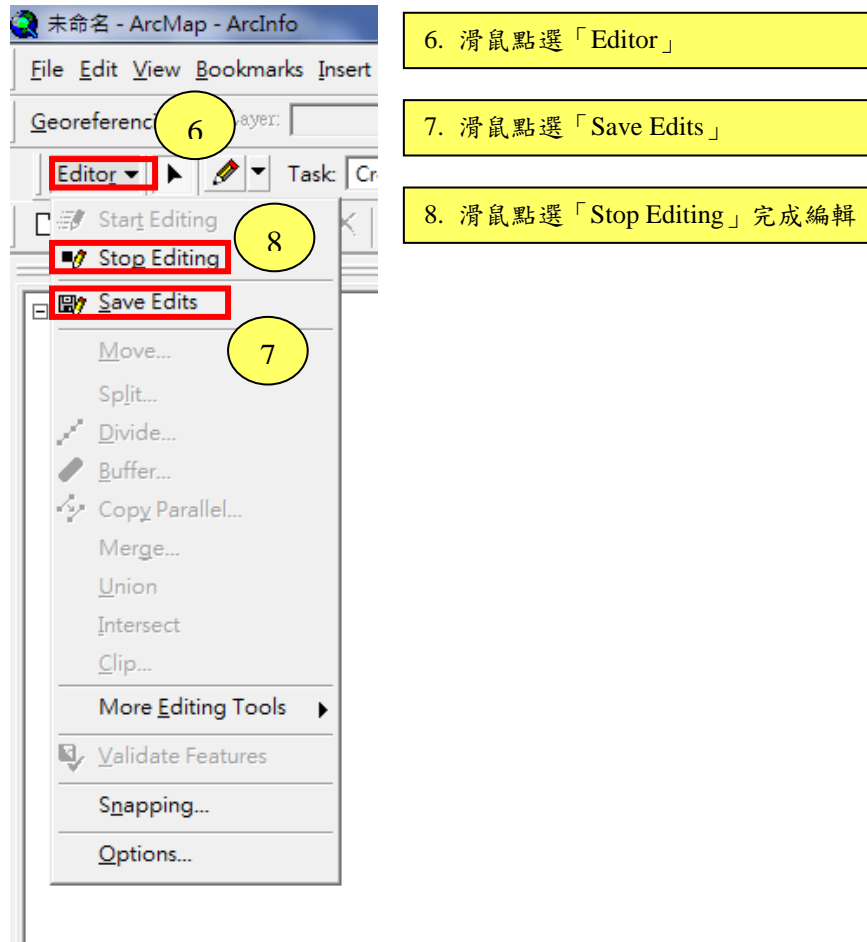 未命名 - ArcMap - ArcInfo
File Edit View Bookmarks Insert
Georeferenci ayer:
6
Editor Task: Cr
Start Editing
8
Stop Editing
Save Edits
Move...
7
Split...
Divide...
Buffer...
Copy Parallel...
Merge...
Union
Intersect
Clip...
More Editing Tools
Validate Features
Snapping...
Options...
6. 滑鼠點選「Editor」
7. 滑鼠點選「Save Edits」
8. 滑鼠點選「Stop Editing」完成編輯